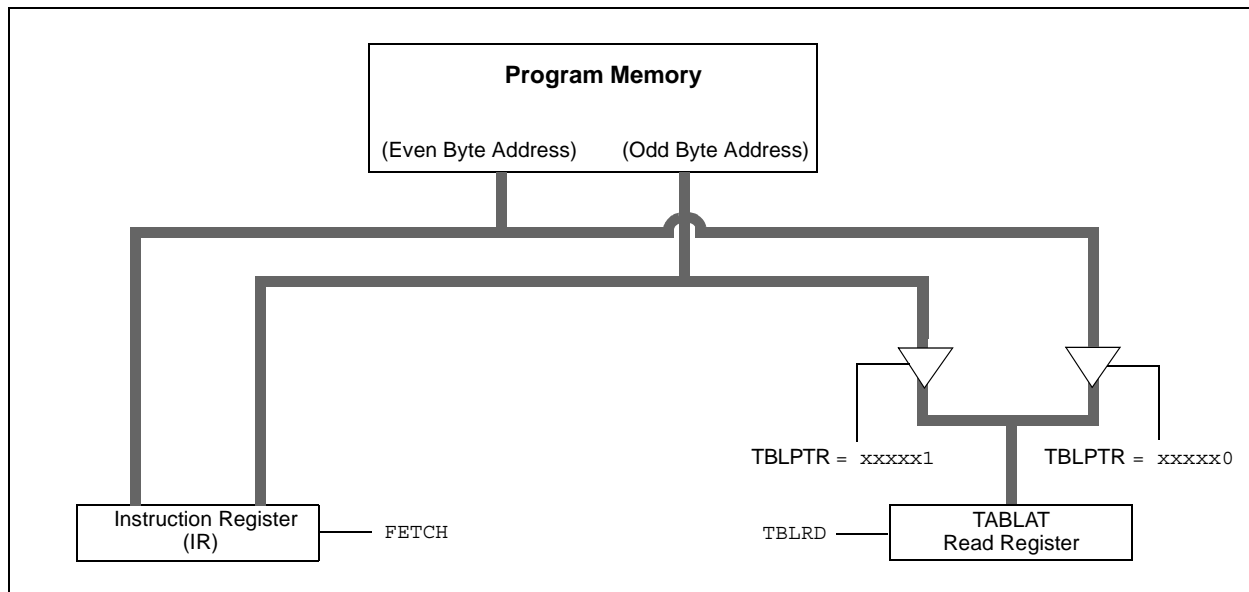 Program Memory
(Even Byte Address) (Odd Byte Address)
TBLPTR = xxxxx1
TBLPTR = xxxxx0
Instruction Register
(IR)
FETCH
TBLRD
TABLAT
Read Register